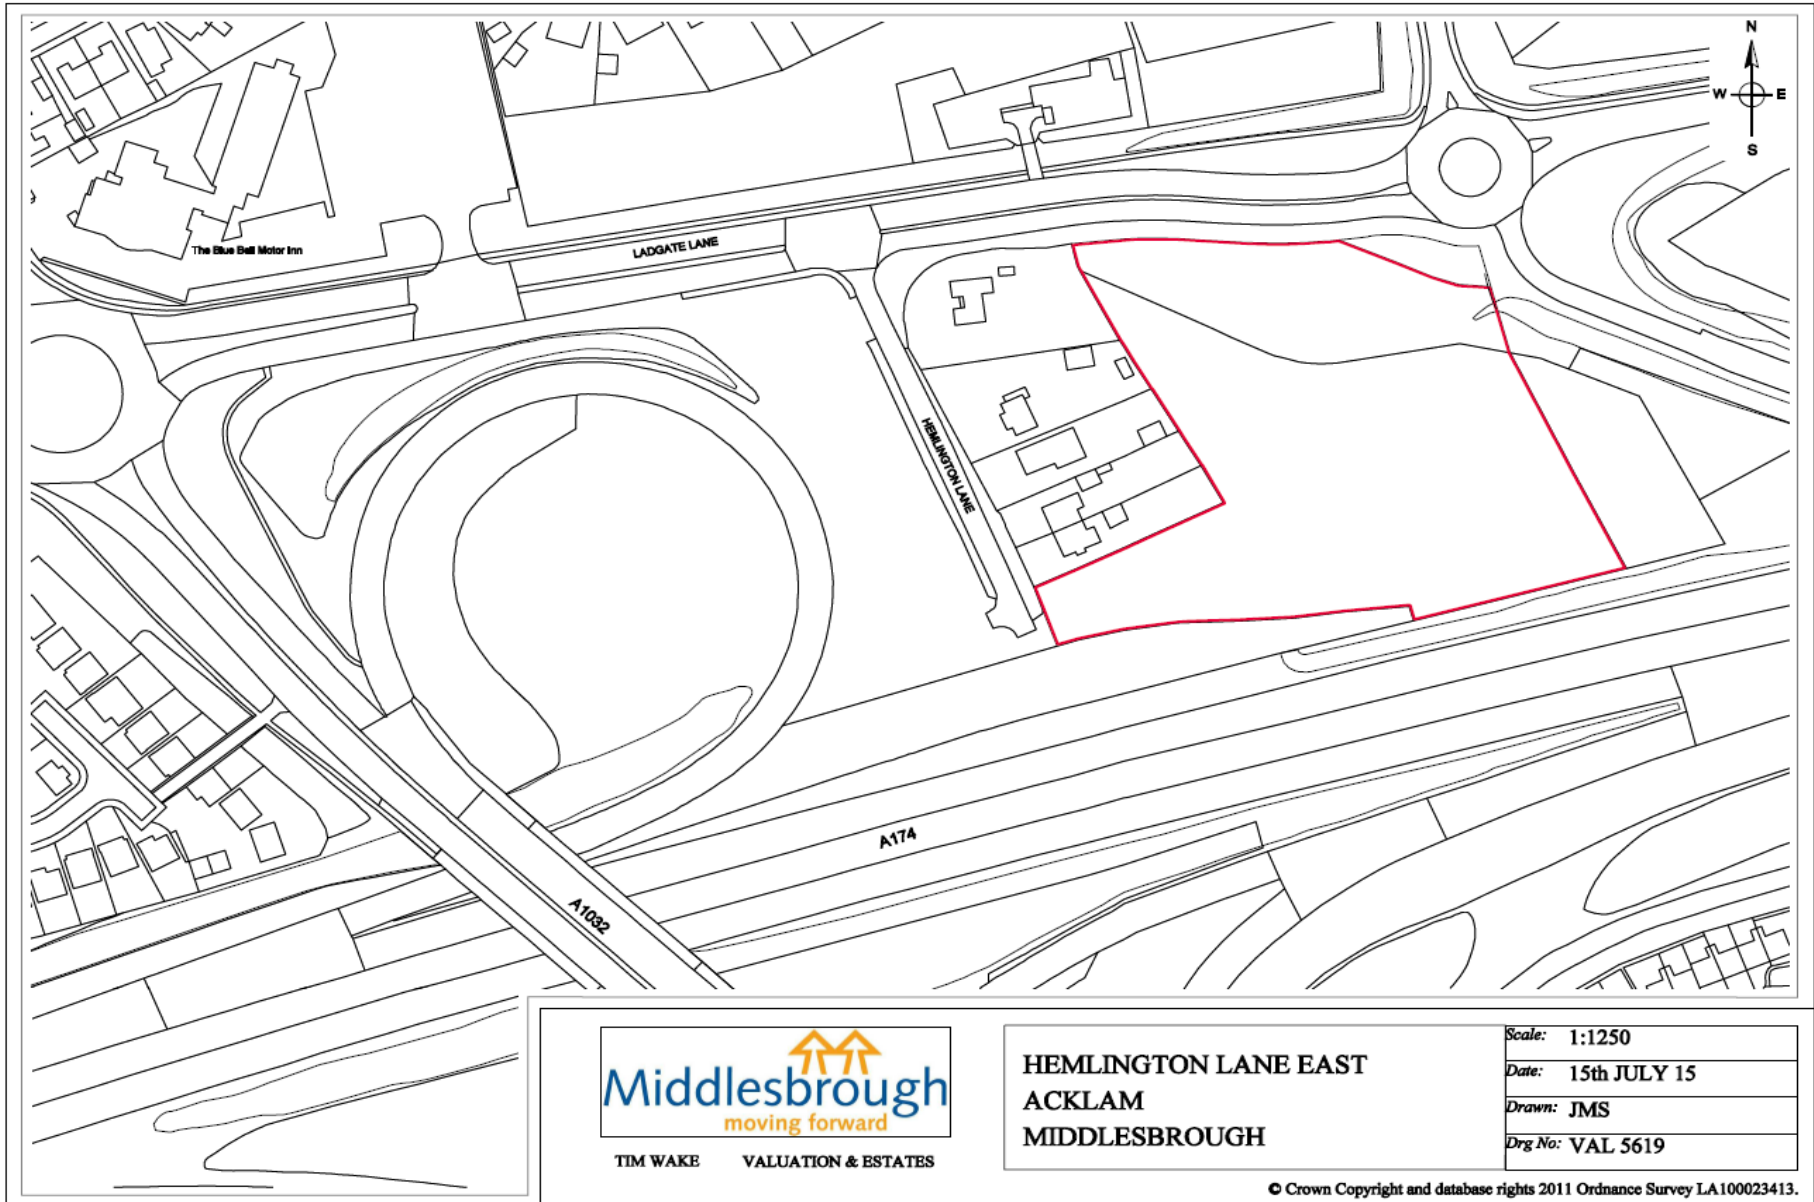 N
W E
S
The Blue Bell Motor Inn
LADGATE LANE
HEMLINGTON LANE
A174
A1032
Middlesbrough
moving forward
TIM WAKE VALUATION & ESTATES
HEMLINGTON LANE EAST
ACKLAM
MIDDLESBROUGH
Scale: 1:1250
Date: 15th JULY 15
Drawn: JMS
Drg No: VAL 5619
© Crown Copyright and database rights 2011 Ordnance Survey LA100023413.